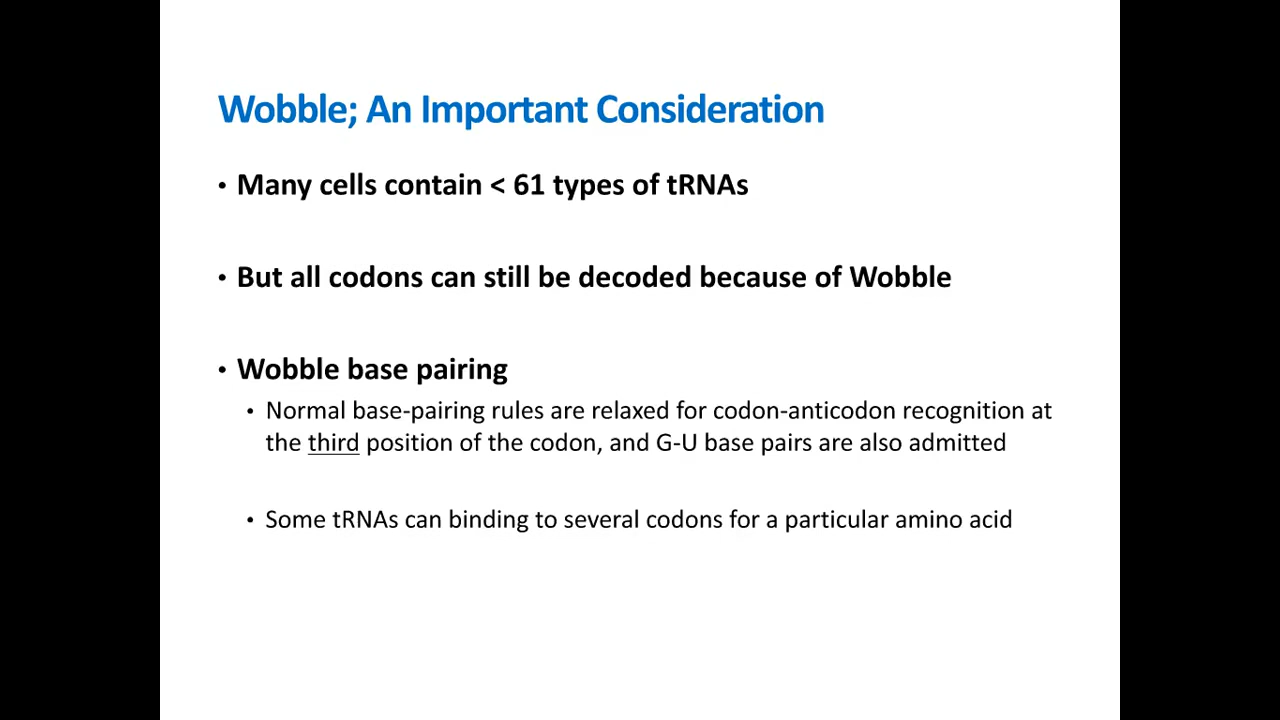 Wobble; An Important Consideration
• Many cells contain < 61 types of tRNAs
• But all codons can still be decoded because of Wobble
• Wobble base pairing
• Normal base-pairing rules are relaxed for codon-anticodon recognition at
the third position of the codon, and G-U base pairs are also admitted
• Some tRNAs can binding to several codons for a particular amino acid